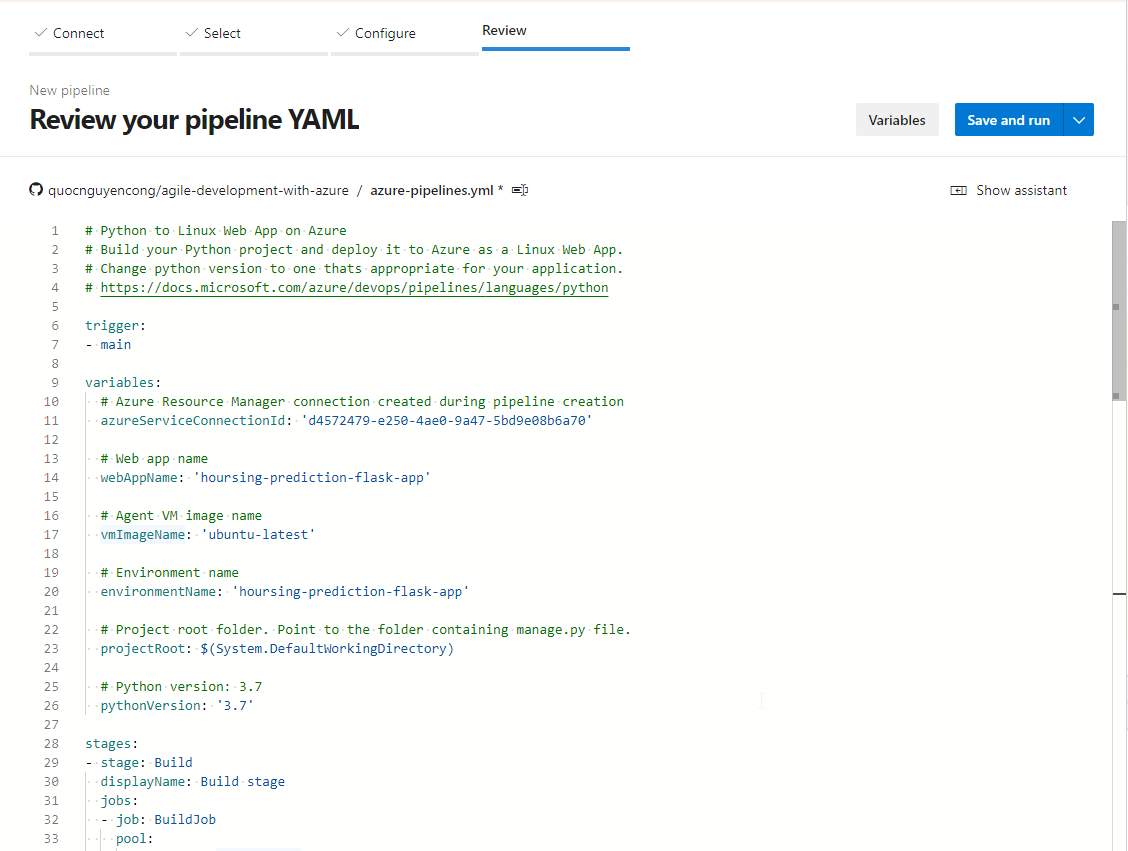 Connect
Select
Configure
Review
New pipeline
Review your pipeline YAML
Variables
Save and run
quocnguyencong/agile-development-with-azure / azure-pipelines.yml *
Show assistant
1 # Python to Linux Web App on Azure
2 # Build your Python project and deploy it to Azure as a Linux Web App.
3 # Change python version to one thats appropriate for your application.
4 # https://docs.microsoft.com/azure/devops/pipelines/languages/python
5
6 trigger:
7 - main
8
9 variables:
10   # Azure Resource Manager connection created during pipeline creation
11   azureServiceConnectionId: 'd4572479-e250-4ae0-9a47-5bd9e08b6a70'
12
13   # Web app name
14   webAppName: 'hoursing-prediction-flask-app'
15
16   # Agent VM image name
17   vmImageName: 'ubuntu-latest'
18
19   # Environment name
20   environmentName: 'hoursing-prediction-flask-app'
21
22   # Project root folder. Point to the folder containing manage.py file.
23   projectRoot: $(System.DefaultWorkingDirectory)
24
25   # Python version: 3.7
26   pythonVersion: '3.7'
27
28 stages:
29 - stage: Build
30   displayName: Build stage
31   jobs:
32   - job: BuildJob
33     pool: